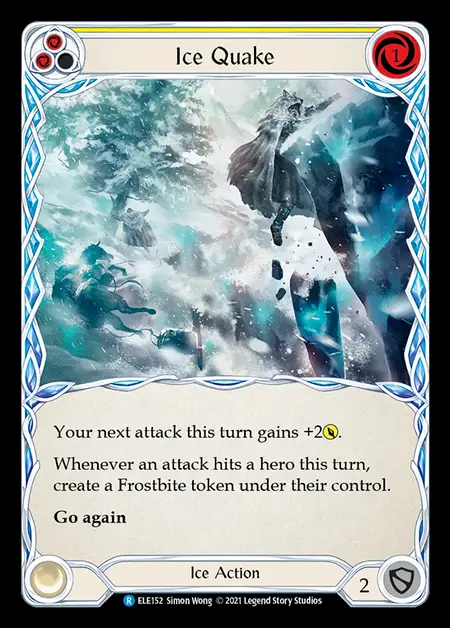 Ice Quake
1
Your next attack this turn gains +2.
Whenever an attack hits a hero this turn,
create a Frostbite token under their control.
Go again
Ice Action
2
R ELE152 Simon Wong © 2021 Legend Story Studios